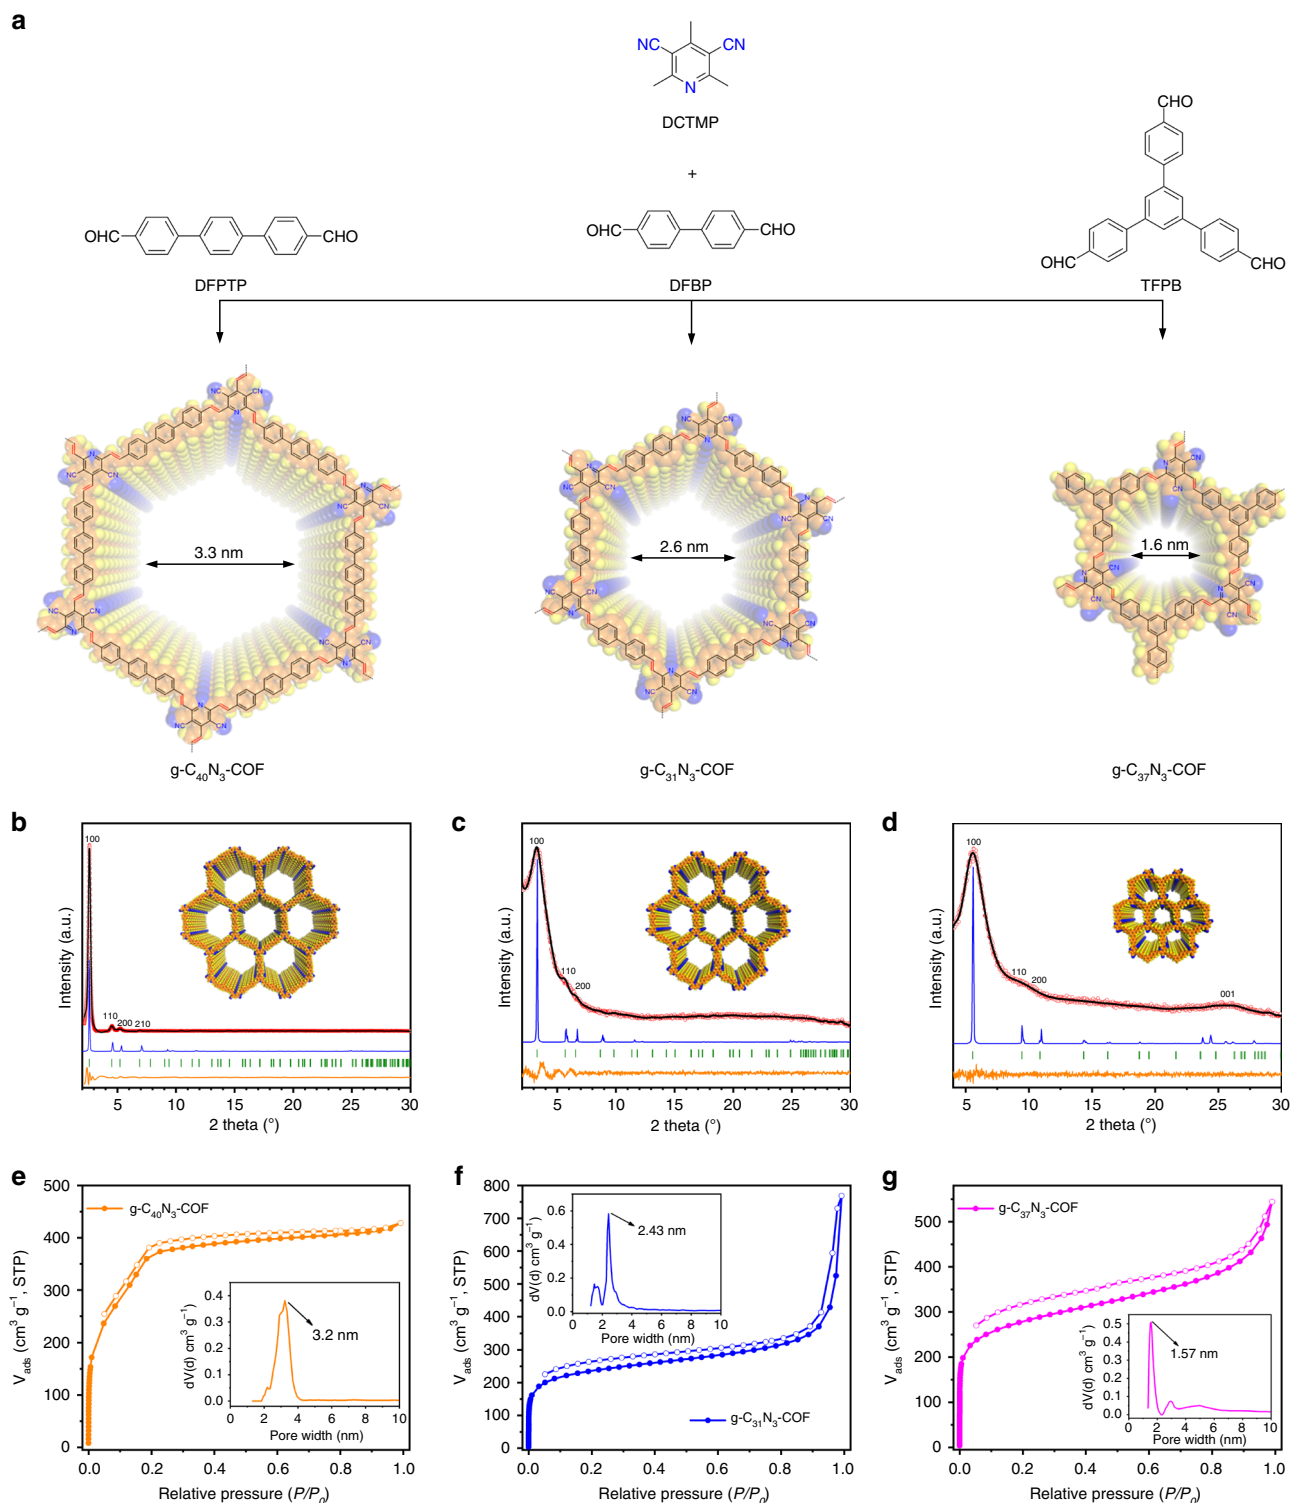 a
NC
CN
N
DCTMP
+
CHO
OHC
CHO
OHC
CHO
OHC
CHO
DFPTP
DFBP
TFPB
3.3 nm
2.6 nm
1.6 nm
g-C₄₀N₃-COF
g-C₃₁N₃-COF
g-C₃₇N₃-COF
b
100
110
200
210
Intensity (a.u.)
5 10 15 20 25 30
2 theta (°)
c
100
110
200
Intensity (a.u.)
5 10 15 20 25 30
2 theta (°)
d
100
110
200
001
Intensity (a.u.)
5 10 15 20 25 30
2 theta (°)
e
500
400
300
200
100
0
V_ads (cm³ g⁻¹, STP)
g-C₄₀N₃-COF
0.4
0.3
0.2
0.1
0.0
dV(d) cm³ g⁻¹)
3.2 nm
0 2 4 6 8 10
Pore width (nm)
0.0 0.2 0.4 0.6 0.8 1.0
Relative pressure (P/P₀)
f
800
700
600
500
400
300
200
100
0
V_ads (cm³ g⁻¹, STP)
0.6
0.4
0.2
0.0
dV(d) cm³ g⁻¹)
2.43 nm
0 2 4 6 8 10
Pore width (nm)
g-C₃₁N₃-COF
0.0 0.2 0.4 0.6 0.8 1.0
Relative pressure (P/P₀)
g
500
400
300
200
100
0
V_ads (cm³ g⁻¹, STP)
g-C₃₇N₃-COF
0.5
0.4
0.3
0.2
0.1
0.0
dV(d) cm³ g⁻¹)
1.57 nm
0 2 4 6 8 10
Pore width (nm)
0.0 0.2 0.4 0.6 0.8 1.0
Relative pressure (P/P₀)